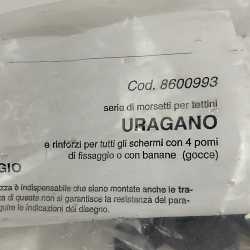 Cod. 8600993
serie di morsetti per tettini
URAGANO
e rinforzi per tutti gli schermi con 4 pomi
di fissaggio o con banane (gocce)
GIO
zza è indispensabile che siano montate anche le tra-
di queste non si garantisce la resistenza del para-
guire le indicazioni del disegno.